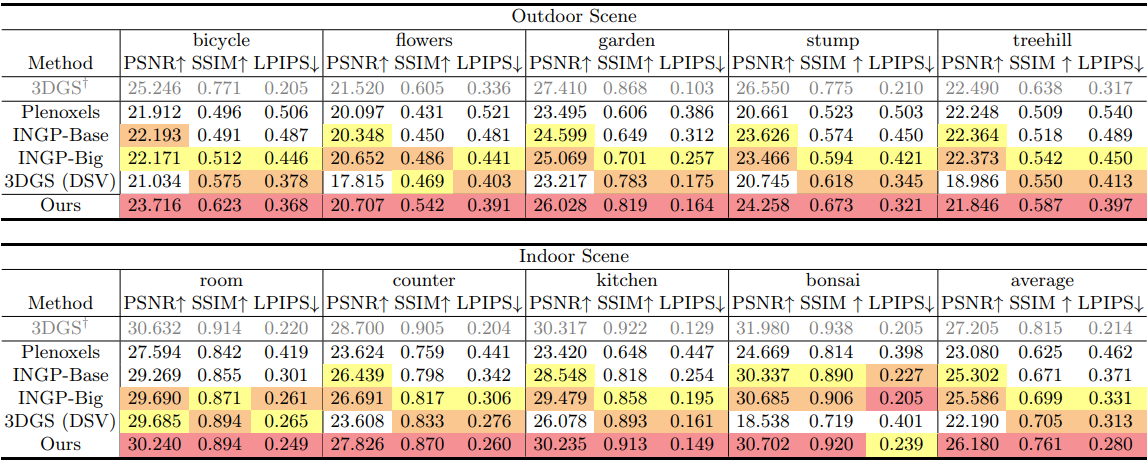 Outdoor Scene
bicycle flowers garden stump treehill
Method PSNR↑ SSIM↑ LPIPS↓ PSNR↑ SSIM↑ LPIPS↓ PSNR↑ SSIM↑ LPIPS↓ PSNR↑ SSIM ↑ LPIPS↓ PSNR↑ SSIM ↑ LPIPS↓
3DGS† 25.246 0.771 0.205 21.520 0.605 0.336 27.410 0.868 0.103 26.550 0.775 0.210 22.490 0.638 0.317
Plenoxels 21.912 0.496 0.506 20.097 0.431 0.521 23.495 0.606 0.386 20.661 0.523 0.503 22.248 0.509 0.540
INGP-Base 22.193 0.491 0.487 20.348 0.450 0.481 24.599 0.649 0.312 23.626 0.574 0.450 22.364 0.518 0.489
INGP-Big 22.171 0.512 0.446 20.652 0.486 0.441 25.069 0.701 0.257 23.466 0.594 0.421 22.373 0.542 0.450
3DGS (DSV) 21.034 0.575 0.378 17.815 0.469 0.403 23.217 0.783 0.175 20.745 0.618 0.345 18.986 0.550 0.413
Ours 23.716 0.623 0.368 20.707 0.542 0.391 26.028 0.819 0.164 24.258 0.673 0.321 21.846 0.587 0.397
Indoor Scene
room counter kitchen bonsai average
Method PSNR↑ SSIM↑ LPIPS↓ PSNR↑ SSIM↑ LPIPS↓ PSNR↑ SSIM↑ LPIPS↓ PSNR↑ SSIM ↑ LPIPS↓ PSNR↑ SSIM ↑ LPIPS↓
3DGS† 30.632 0.914 0.220 28.700 0.905 0.204 30.317 0.922 0.129 31.980 0.938 0.205 27.205 0.815 0.214
Plenoxels 27.594 0.842 0.419 23.624 0.759 0.441 23.420 0.648 0.447 24.669 0.814 0.398 23.080 0.625 0.462
INGP-Base 29.269 0.855 0.301 26.439 0.798 0.342 28.548 0.818 0.254 30.337 0.890 0.227 25.302 0.671 0.371
INGP-Big 29.690 0.871 0.261 26.691 0.817 0.306 29.479 0.858 0.195 30.685 0.906 0.205 25.586 0.699 0.331
3DGS (DSV) 29.685 0.894 0.265 23.608 0.833 0.276 26.078 0.893 0.161 18.538 0.719 0.401 22.190 0.705 0.313
Ours 30.240 0.894 0.249 27.826 0.870 0.260 30.235 0.913 0.149 30.702 0.920 0.239 26.180 0.761 0.280